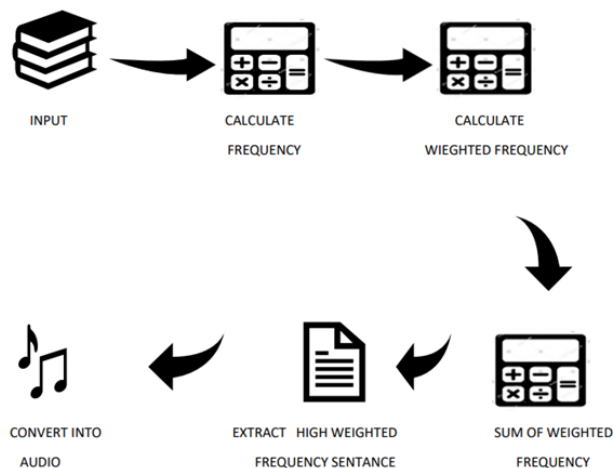 INPUT
CALCULATE
FREQUENCY
CALCULATE
WIEGHTED FREQUENCY
CONVERT INTO
AUDIO
EXTRACT HIGH WEIGHTED
FREQUENCY SENTANCE
SUM OF WEIGHTED
FREQUENCY